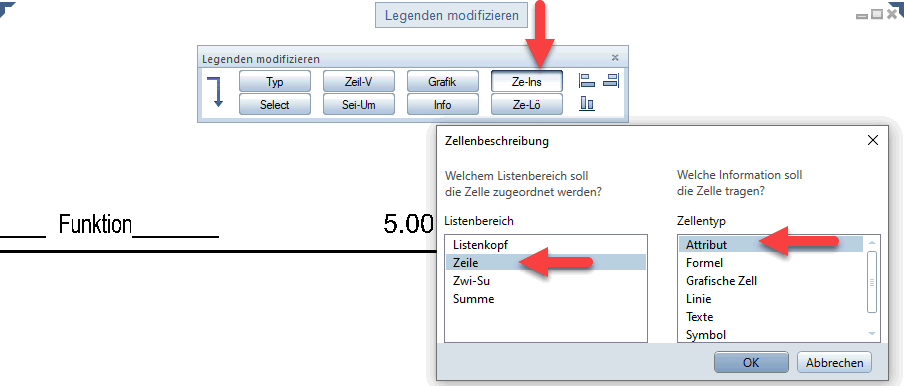 Legenden modifizieren
Legenden modifizieren
Typ Zeil-V Grafik Ze-Ins
Select Sei-Um Info Ze-Lö
Zellenbeschreibung
Welchem Listenbereich soll
die Zelle zugeordnet werden?
Welche Information soll
die Zelle tragen?
Funktion 5.00
Listenbereich
Listenkopf
Zeile
Zwi-Su
Summe
Zellentyp
Attribut
Formel
Grafische Zell
Linie
Texte
Symbol
OK Abbrechen